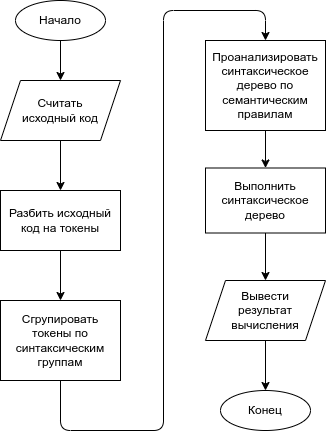 Начало
Считать
исходный код
Разбить исходный
код на токены
Сгрупировать
токены по
синтаксическим
группам
Проанализировать
синтаксическое
дерево по
семантическим
правилам
Выполнить
синтаксическое
дерево
Вывести
результат
вычисления
Конец